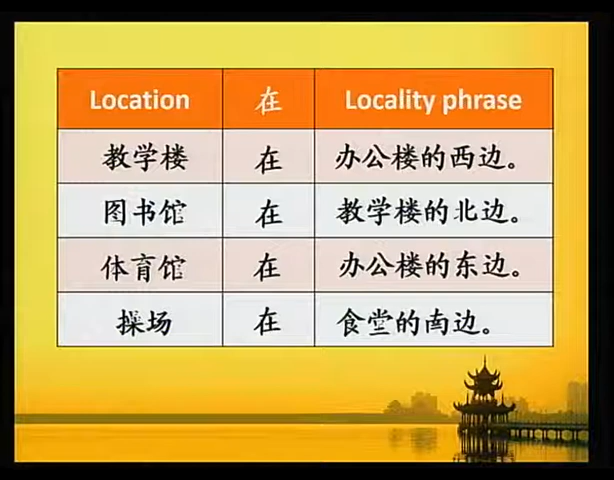 Location 在 Locality phrase
教学楼 在 办公楼的西边。
图书馆 在 教学楼的北边。
体育馆 在 办公楼的东边。
操场 在 食堂的南边。